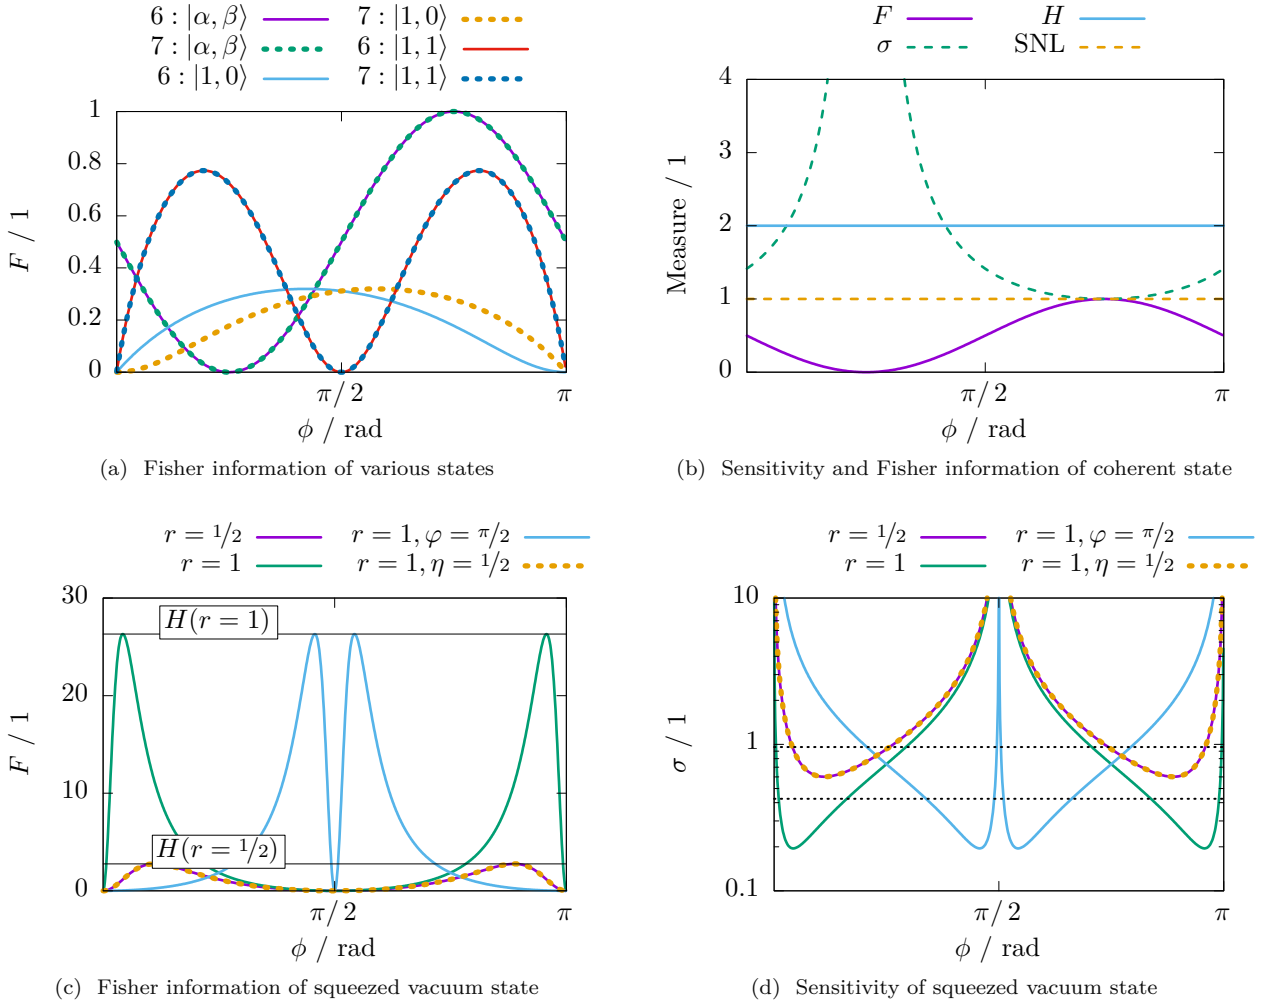 6 : |α, β⟩
7 : |α, β⟩
6 : |1, 0⟩
7 : |1, 0⟩
6 : |1, 1⟩
7 : |1, 1⟩
F / 1
1
0.8
0.6
0.4
0.2
0
π/ 2
π
ϕ / rad
(a) Fisher information of various states
F
σ
H
SNL
Measure / 1
4
3
2
1
0
π/ 2
π
ϕ / rad
(b) Sensitivity and Fisher information of coherent state
r = 1/2
r = 1
r = 1, φ = π/2
r = 1, η = 1/2
F / 1
30
20
10
0
H(r = 1)
H(r = 1/2)
π/ 2
π
ϕ / rad
(c) Fisher information of squeezed vacuum state
r = 1/2
r = 1
r = 1, φ = π/2
r = 1, η = 1/2
σ / 1
10
1
0.1
π/ 2
π
ϕ / rad
(d) Sensitivity of squeezed vacuum state